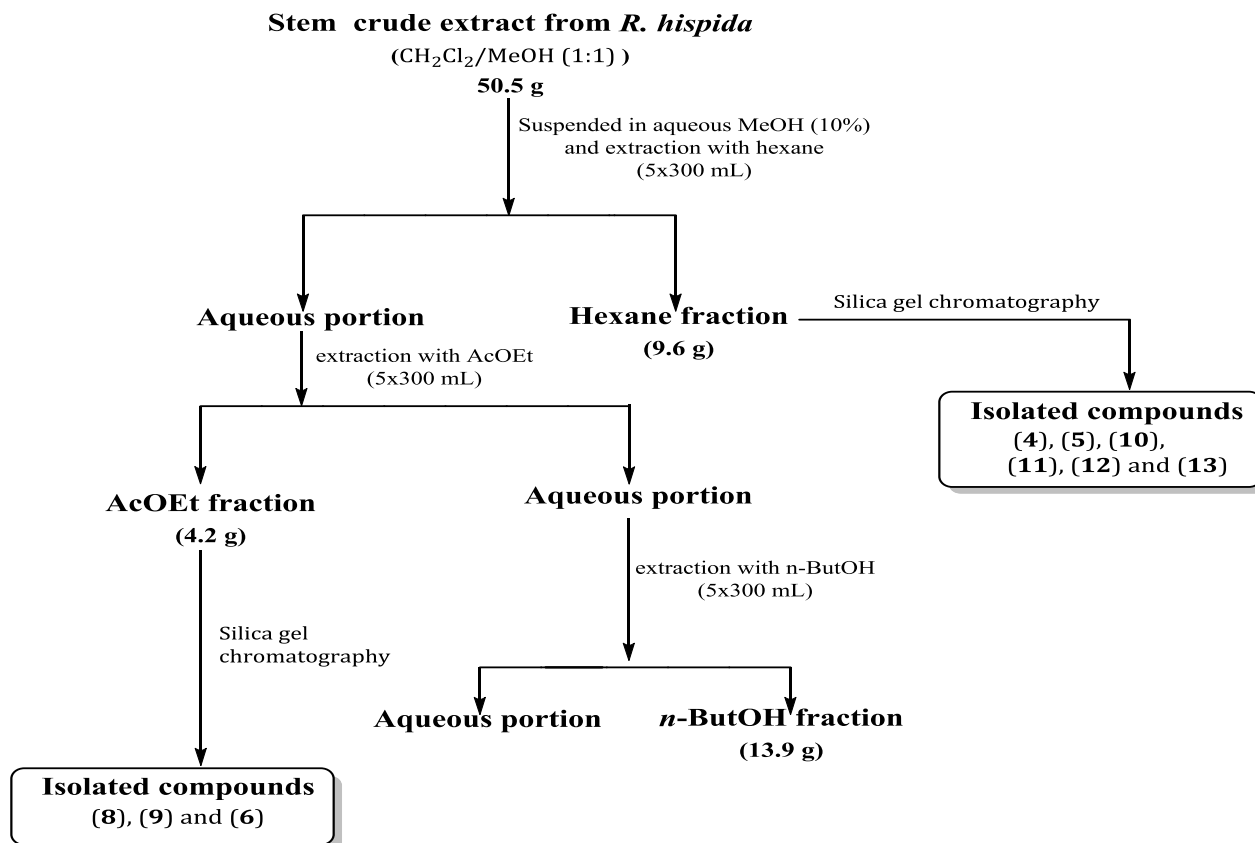 Stem crude extract from R. hispida
(CH2Cl2/MeOH (1:1) )
50.5 g
Suspended in aqueous MeOH (10%)
and extraction with hexane
(5x300 mL)
Aqueous portion
Hexane fraction
(9.6 g)
Silica gel chromatography
extraction with AcOEt
(5x300 mL)
Isolated compounds
(4), (5), (10),
(11), (12) and (13)
AcOEt fraction
(4.2 g)
Aqueous portion
extraction with n-ButOH
(5x300 mL)
Silica gel
chromatography
Aqueous portion
n-ButOH fraction
(13.9 g)
Isolated compounds
(8), (9) and (6)